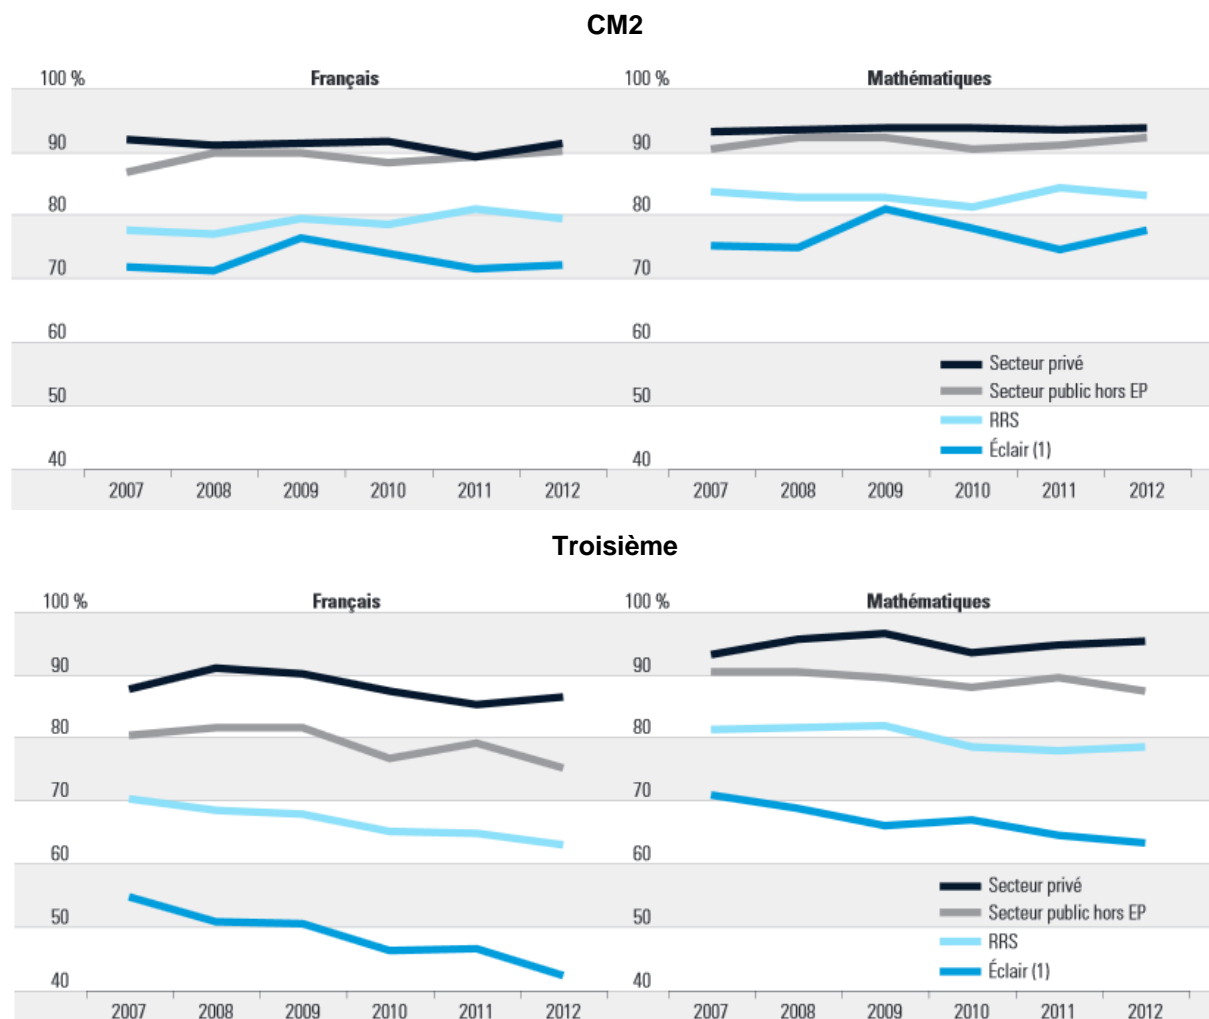 CM2
100 % Français 100 % Mathématiques
90 90
80 80
70 70
60 60
Secteur privé
50 Secteur public hors EP 50
RRS
Éclair (1)
40 40
2007 2008 2009 2010 2011 2012 2007 2008 2009 2010 2011 2012
Troisième
100 % Français 100 % Mathématiques
90 90
80 80
70 70
60 60
Secteur privé
50 Secteur public hors EP 50
RRS
Éclair (1)
40 40
2007 2008 2009 2010 2011 2012 2007 2008 2009 2010 2011 2012